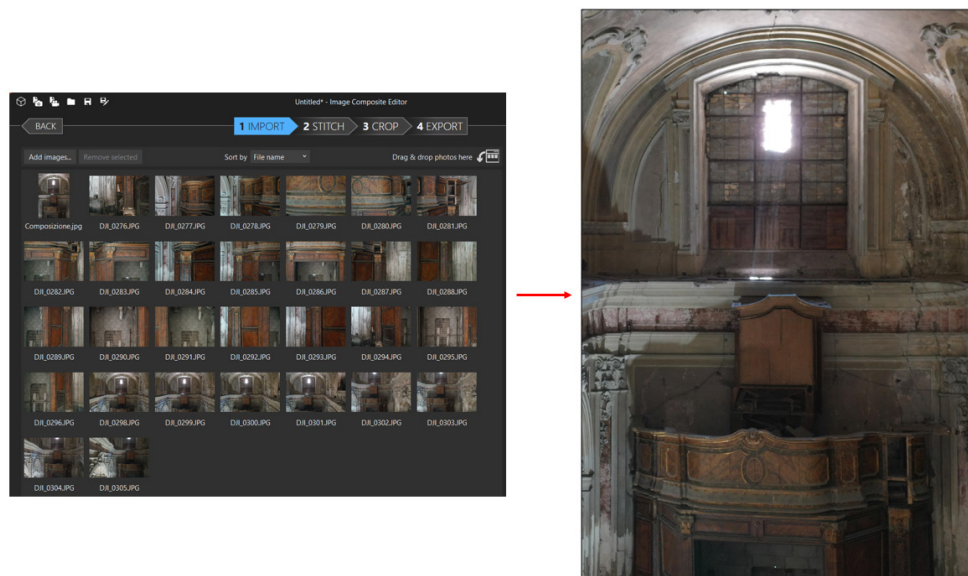 Untitled* - Image Composite Editor
BACK
1 IMPORT 2 STITCH 3 CROP 4 EXPORT
Add images... Remove selected Sort by File name Drag & drop photos here
Composizione.jpg DJI_0276.JPG DJI_0277.JPG DJI_0278.JPG DJI_0279.JPG DJI_0280.JPG DJI_0281.JPG
DJI_0282.JPG DJI_0283.JPG DJI_0284.JPG DJI_0285.JPG DJI_0286.JPG DJI_0287.JPG DJI_0288.JPG
DJI_0289.JPG DJI_0290.JPG DJI_0291.JPG DJI_0292.JPG DJI_0293.JPG DJI_0294.JPG DJI_0295.JPG
DJI_0296.JPG DJI_0298.JPG DJI_0299.JPG DJI_0300.JPG DJI_0301.JPG DJI_0302.JPG DJI_0303.JPG
DJI_0304.JPG DJI_0305.JPG